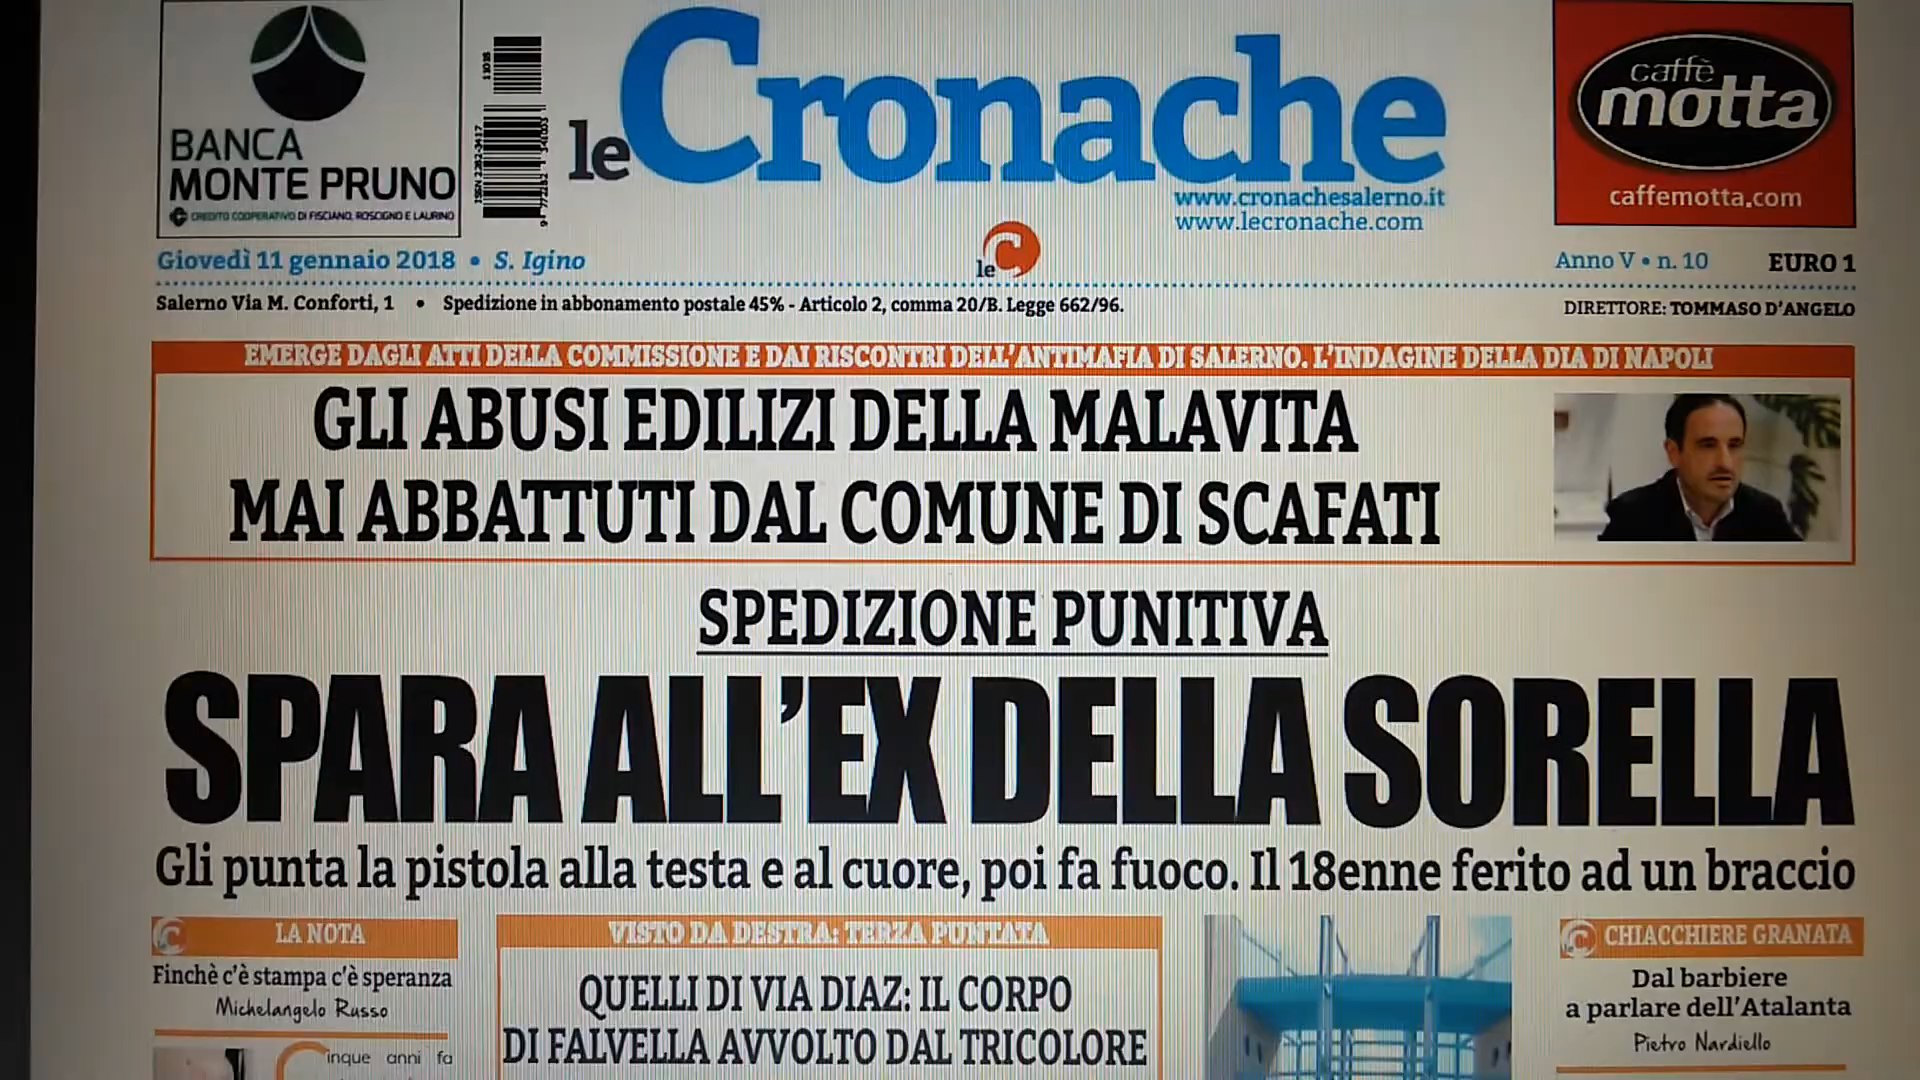 BANCA
MONTE PRUNO
CREDITO COOPERATIVO DI FISCIANO, ROSCIGNO E LAURINO
11018
ISSN 2282-3417
le Cronache
www.cronachesalerno.it
www.lecronache.com
caffè
motta
caffemotta.com
Giovedì 11 gennaio 2018 • S. Igino
le C
Anno V • n. 10 EURO 1
Salerno Via M. Conforti, 1 • Spedizione in abbonamento postale 45% - Articolo 2, comma 20/B. Legge 662/96.
DIRETTORE: TOMMASO D'ANGELO
EMERGE DAGLI ATTI DELLA COMMISSIONE E DAI RISCONTRI DELL'ANTIMAFIA DI SALERNO. L'INDAGINE DELLA DIA DI NAPOLI
GLI ABUSI EDILIZI DELLA MALAVITA
MAI ABBATTUTI DAL COMUNE DI SCAFATI
SPEDIZIONE PUNITIVA
SPARA ALL'EX DELLA SORELLA
Gli punta la pistola alla testa e al cuore, poi fa fuoco. Il 18enne ferito ad un braccio
LA NOTA
Finchè c'è stampa c'è speranza
Michelangelo Russo
Cinque anni fa
VISTO DA DESTRA: TERZA PUNTATA
QUELLI DI VIA DIAZ: IL CORPO
DI FALVELLA AVVOLTO DAL TRICOLORE
CHIACCHIERE GRANATA
Dal barbiere
a parlare dell'Atalanta
Pietro Nardiello